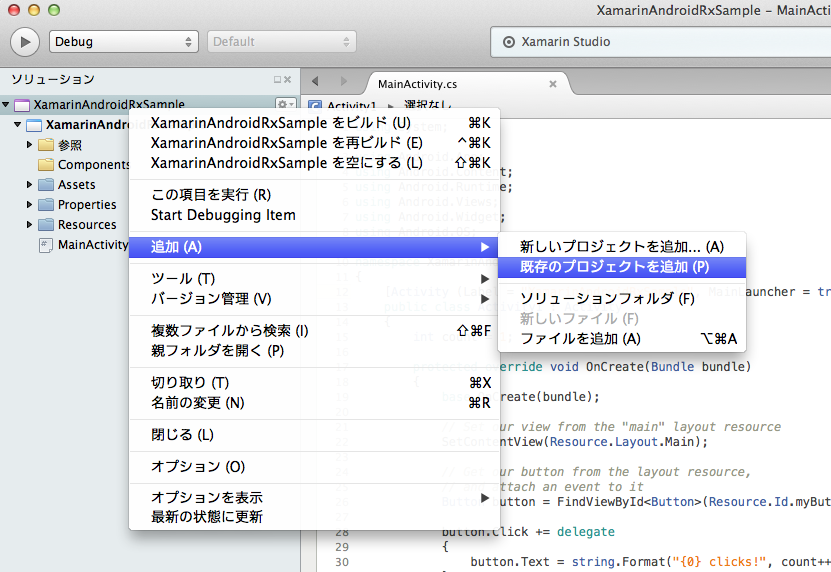 XamarinAndroidRxSample – MainActi
Debug
Default
Xamarin Studio
ソリューション
MainActivity.cs
XamarinAndroidRxSample
Activity1
選択なし
XamarinAndro
参照
Components
Assets
Properties
Resources
MainActivity
XamarinAndroidRxSample をビルド (U) ⌘K
XamarinAndroidRxSample を再ビルド (E) ^⌘K
XamarinAndroidRxSample を空にする (L) ⇧⌘K
この項目を実行 (R)
Start Debugging Item
追加 (A)
ツール (T)
バージョン管理 (V)
複数ファイルから検索 (I) ⇧⌘F
親フォルダを開く (P)
切り取り (T) ⌘X
名前の変更 (N) ⌘R
閉じる (L)
オプション (O)
オプションを表示
最新の状態に更新
新しいプロジェクトを追加... (A)
既存のプロジェクトを追加 (P)
ソリューションフォルダ (F)
新しいファイル (F)
ファイルを追加 (A) ⌥⌘A
using Android.Runtime;
using Android.Views;
using Android.Widget;
using Android.OS;
MainLauncher = tr
override void OnCreate(Bundle bundle)
{
base.OnCreate(bundle);
// Set our view from the "main" layout resource
SetContentView(Resource.Layout.Main);
// Get our button from the layout resource,
// and attach an event to it
Button button = FindViewById<Button>(Resource.Id.myBut
28 button.Click += delegate
29 {
30 button.Text = string.Format("{0} clicks!", count++